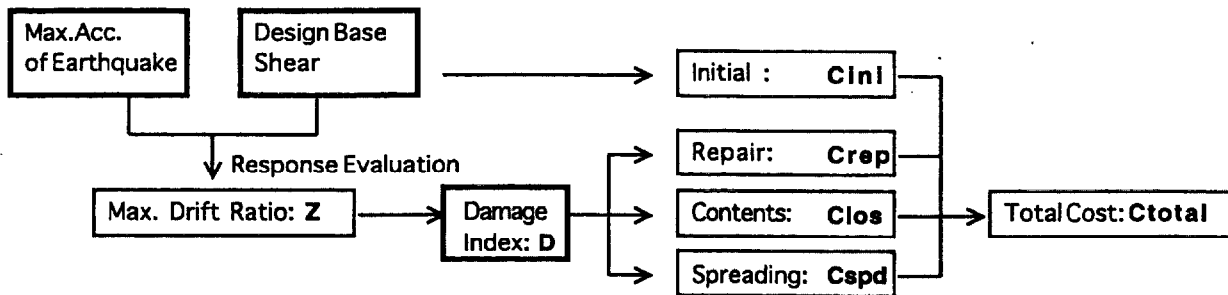 Max.Acc.
of Earthquake
Design Base
Shear
Initial : CInI
Response Evaluation
Repair: Crep
Max. Drift Ratio: Z
Damage
Index: D
Contents: Clos
Total Cost: Ctotal
Spreading: Cspd